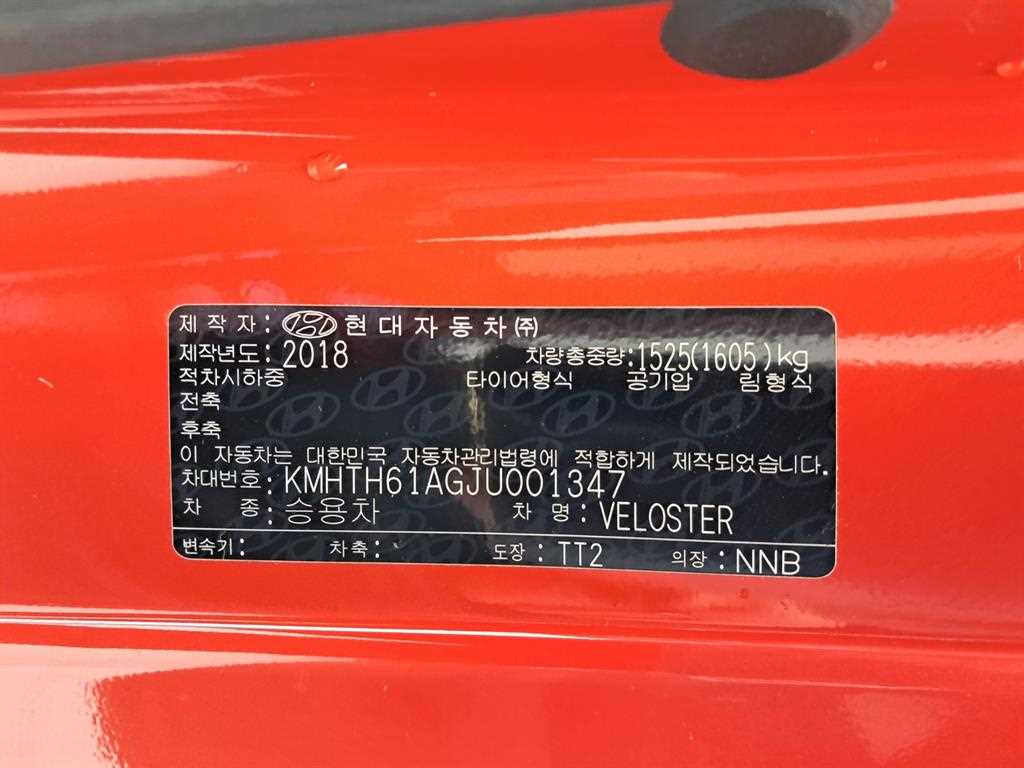 제 작 자 : 현대자동차㈜
제작년도 : 2018 차량총중량 : 1525(1605)kg
적차시하중 타이어형식 공기압 림형식
전축
후축
이 자동차는 대한민국 자동차관리법령에 적합하게 제작되었습니다.
차대번호 : KMHTH61AGJU001347
차 종 : 승용차 차 명 : VELOSTER
변속기 : 차축 : 도장 : TT2 의장 : NNB